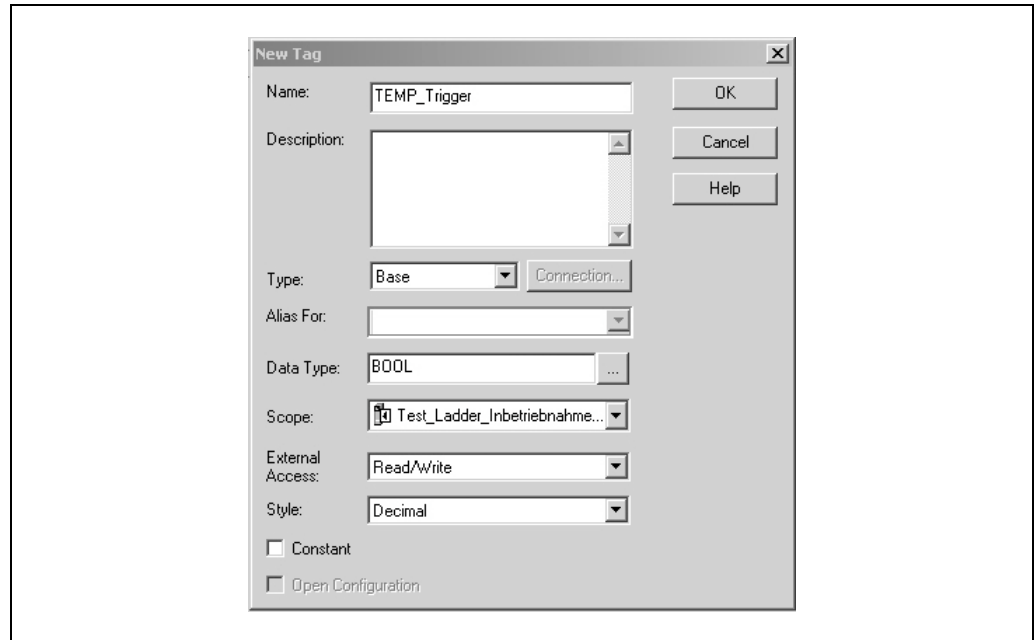 New Tag
Name: TEMP_Trigger OK
Description: Cancel
Help
Type: Base Connection...
Alias For:
Data Type: BOOL ...
Scope: Test_Ladder_Inbetriebnahme...
External
Access: Read/Write
Style: Decimal
Constant
Open Configuration